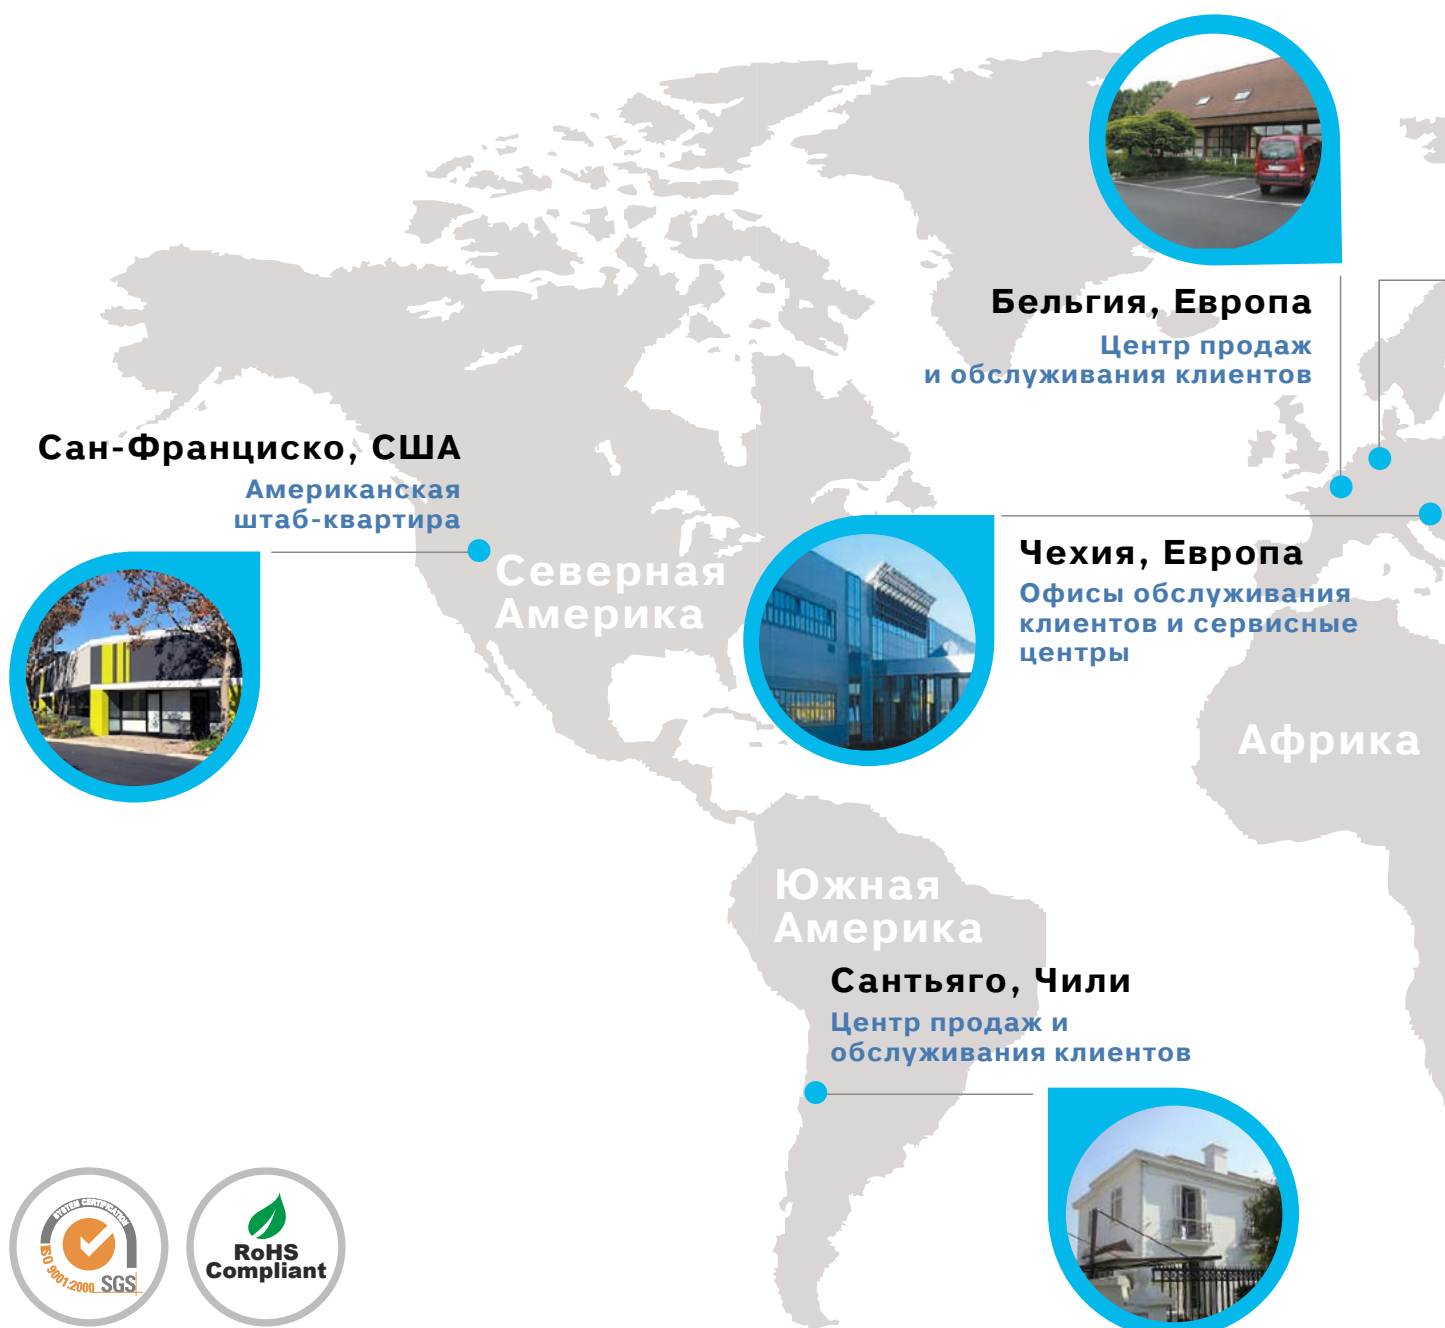 Бельгия, Европа
Центр продаж
и обслуживания клиентов
Сан-Франциско, США
Американская
штаб-квартира
Северная
Америка
Чехия, Европа
Офисы обслуживания
клиентов и сервисные
центры
Африка
Южная
Америка
Сантьяго, Чили
Центр продаж и
обслуживания клиентов
SYSTEM CERTIFICATION
ISO 9001:2000 SGS
RoHS
Compliant